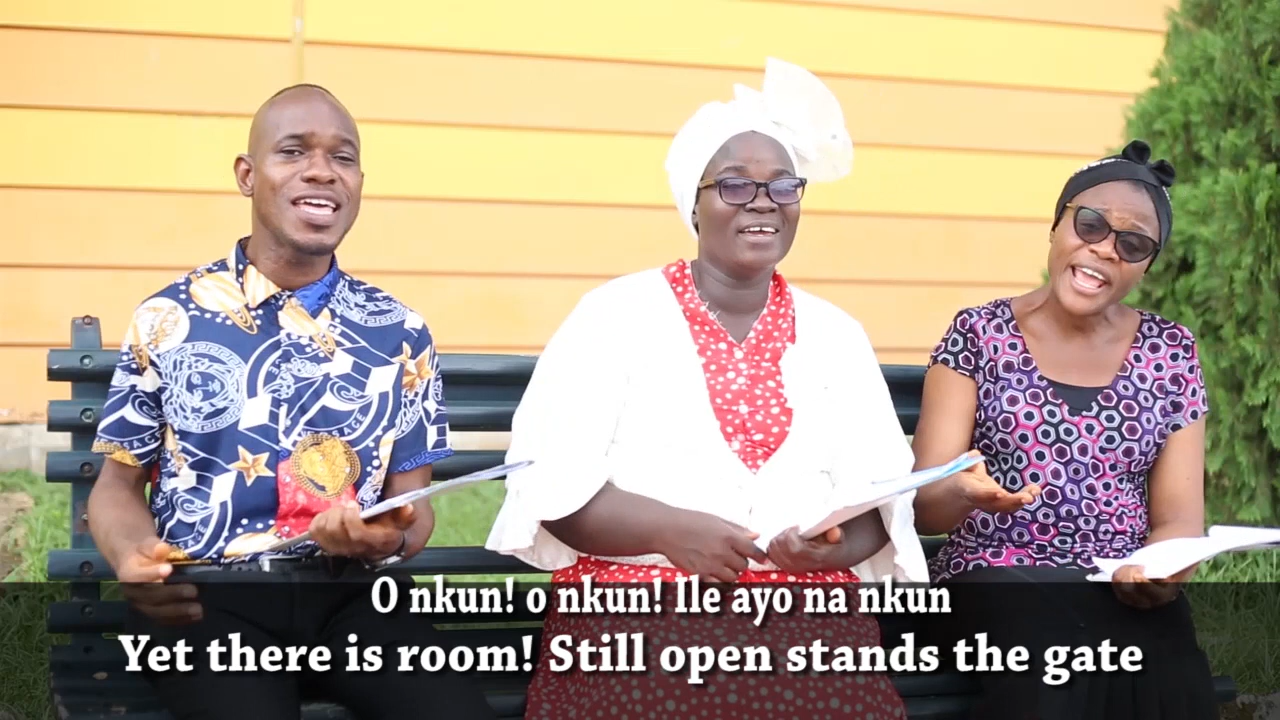 O nkun! o nkun! Ile ayo na nkun
Yet there is room! Still open stands the gate